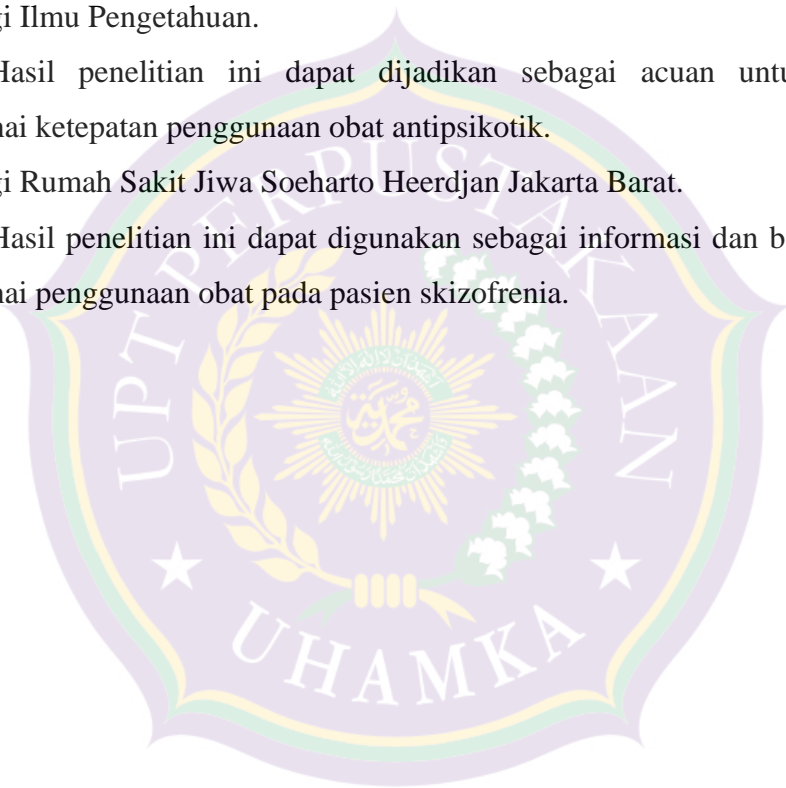 gi Ilmu Pengetahuan.
Hasil penelitian ini dapat dijadikan sebagai acuan untu
nai ketepatan penggunaan obat antipsikotik.
gi Rumah Sakit Jiwa Soeharto Heerdjan Jakarta Barat.
Hasil penelitian ini dapat digunakan sebagai informasi dan b
nai penggunaan obat pada pasien skizofrenia.
UPT PERPUSTAKAAN
UHAMKA